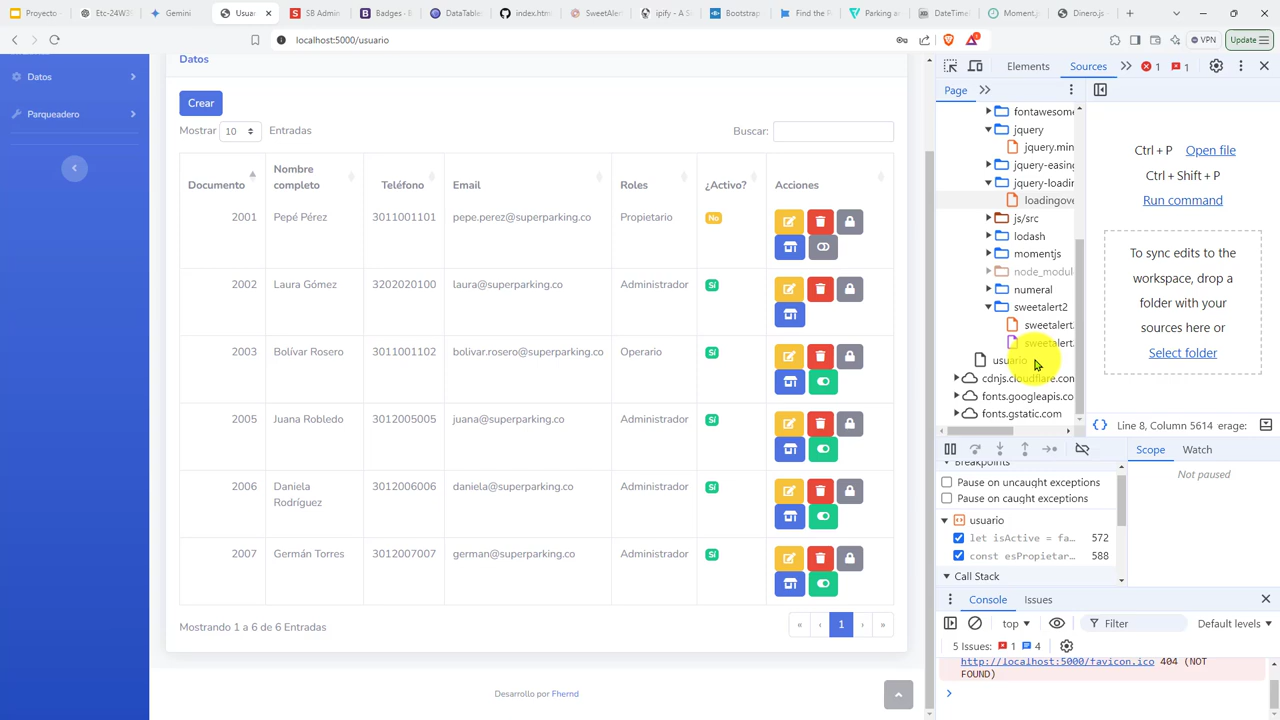 Proyecto -
Etc-24W3
Gemini
Usuar
SB Admin
Badges · B
DataTable
index.htm
SweetAler
ipify - A S
Bootstrap
Find the P
Parking ar
DateTime
Moment.j
Dinero.js -
localhost:5000/usuario
VPN
Update
Datos
Parqueadero
Datos
Crear
Mostrar 10 Entradas
Buscar:
Documento Nombre completo Teléfono Email Roles ¿Activo? Acciones
2001 Pepé Pérez 3011001101 pepe.perez@superparking.co Propietario No
2002 Laura Gómez 3202020100 laura@superparking.co Administrador Sí
2003 Bolívar Rosero 3011001102 bolivar.rosero@superparking.co Operario Sí
2005 Juana Robledo 3012005005 juana@superparking.co Administrador Sí
2006 Daniela Rodríguez 3012006006 daniela@superparking.co Administrador Sí
2007 Germán Torres 3012007007 german@superparking.co Administrador Sí
Mostrando 1 a 6 de 6 Entradas
« ‹ 1 › »
Desarrollo por Fhernd
Elements
Sources
1
1
Page
fontawesom
jquery
jquery.min
jquery-easing
jquery-loadin
loadingove
js/src
lodash
momentjs
node_modul
numeral
sweetalert2
sweetalert.
sweetalert.
usuario
cdnjs.cloudflare.com
fonts.googleapis.com
fonts.gstatic.com
Ctrl + P Open file
Ctrl + Shift + P
Run command
To sync edits to the
workspace, drop a
folder with your
sources here or
Select folder
Line 8, Column 5614 erage:
Breakpoints
Pause on uncaught exceptions
Pause on caught exceptions
usuario
let isActive = fa… 572
const esPropietar… 588
Call Stack
Scope
Watch
Not paused
Console
Issues
top
Filter
Default levels
5 Issues: 1 4
http://localhost:5000/favicon.ico 404 (NOT
FOUND)